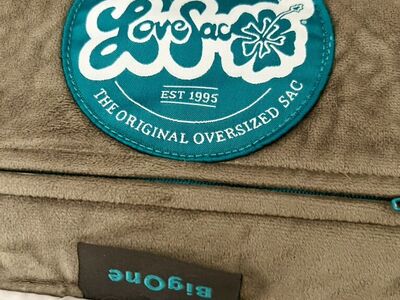 LoveSac
EST 1995
THE ORIGINAL OVERSIZED SAC
BigOne